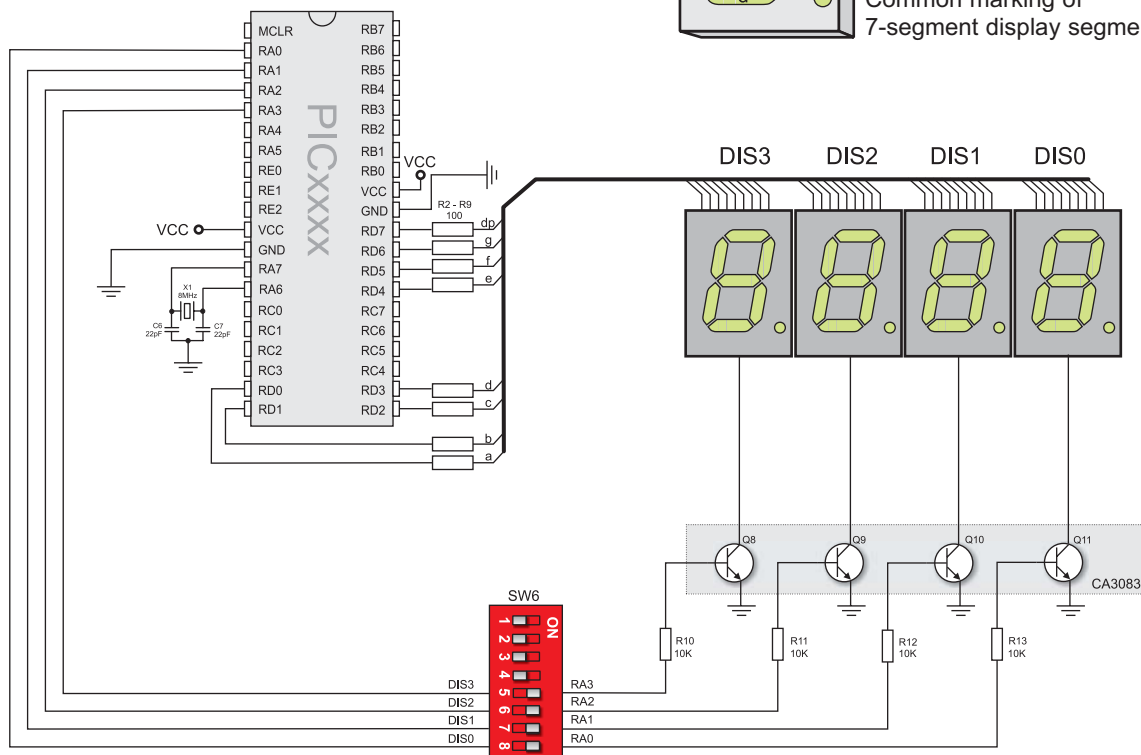 Common marking of
7-segment display segme
MCLR RB7
RA0 RB6
RA1 RB5
RA2 RB4
RA3 RB3
RA4 RB2
RA5 RB1
RE0 RB0
RE1 VCC
RE2 GND
VCC RD7
GND RD6
RA7 RD5
RA6 RD4
RC0 RC7
RC1 RC6
RC2 RC5
RC3 RC4
RD0 RD3
RD1 RD2
PICxxxx
VCC
VCC
R2 - R9
100
dp
g
f
e
d
c
b
a
X1
8MHz
C6
22pF
C7
22pF
DIS3 DIS2 DIS1 DIS0
Q8 Q9 Q10 Q11
CA3083
R10
10K
R11
10K
R12
10K
R13
10K
SW6
ON
1
2
3
4
5
6
7
8
DIS3 RA3
DIS2 RA2
DIS1 RA1
DIS0 RA0